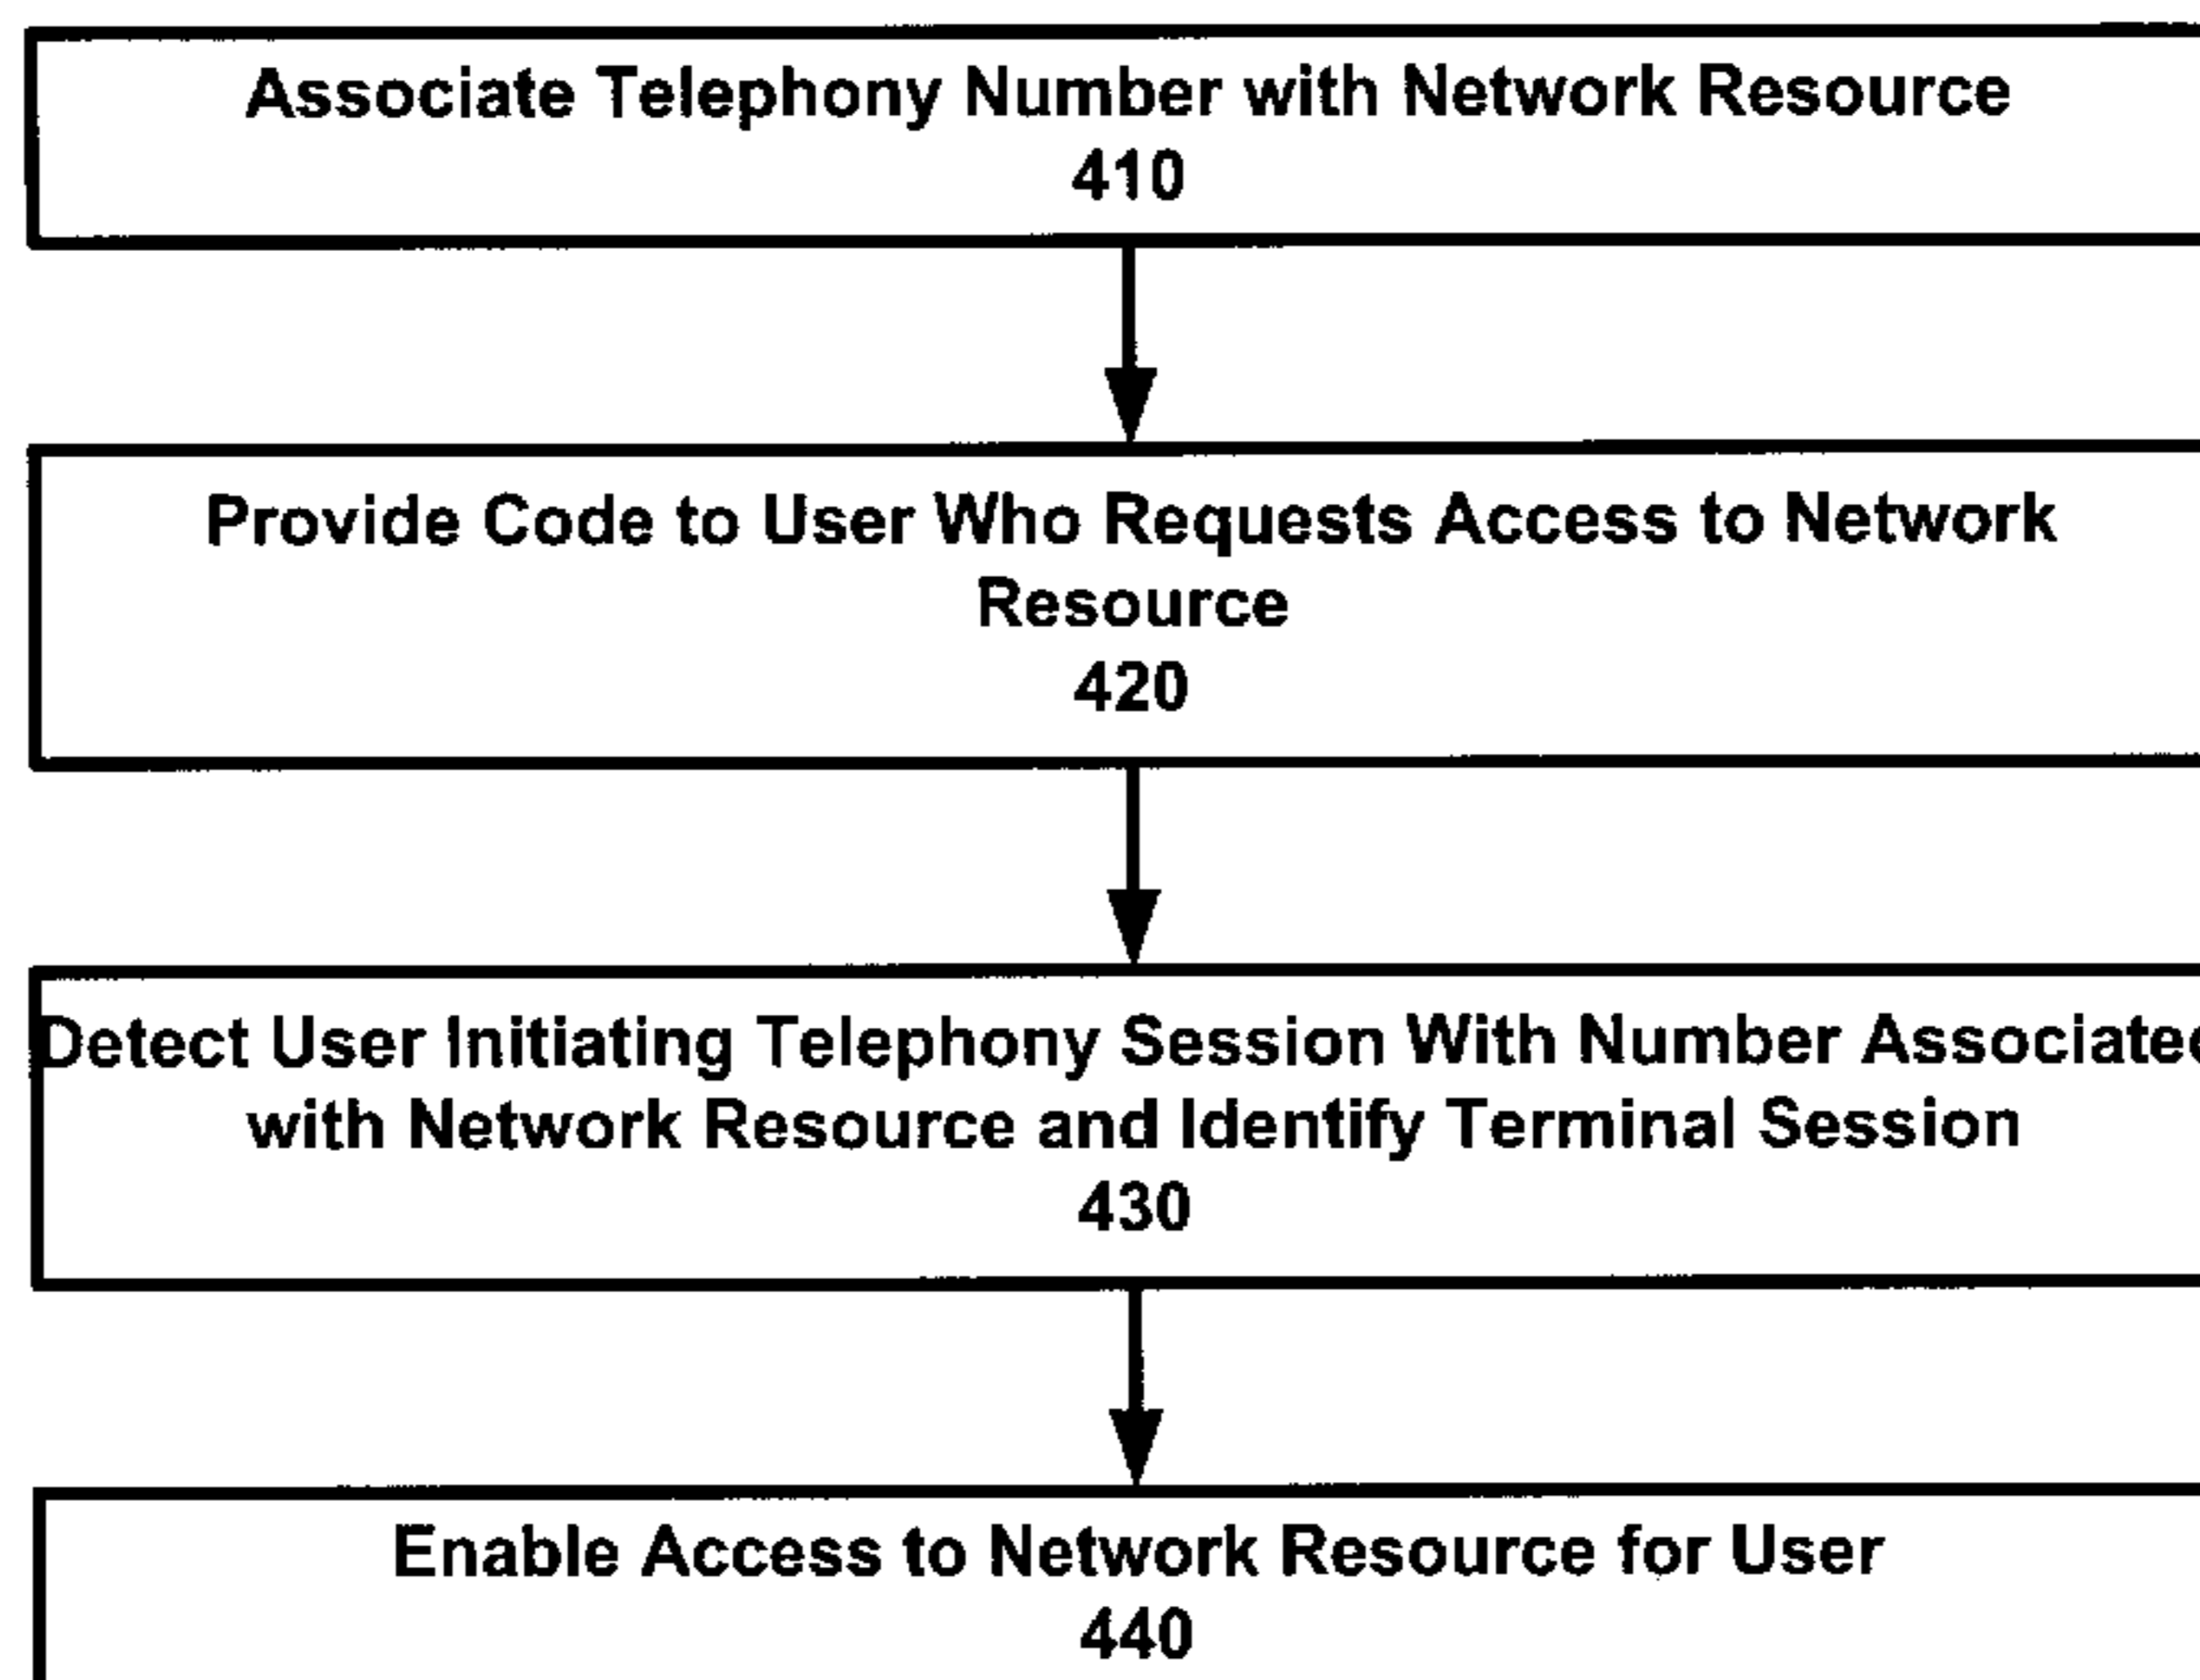 Associate Telephony Number with Network Resource
410
Provide Code to User Who Requests Access to Network
Resource
420
Detect User Initiating Telephony Session With Number Associated
with Network Resource and Identify Terminal Session
430
Enable Access to Network Resource for User
440